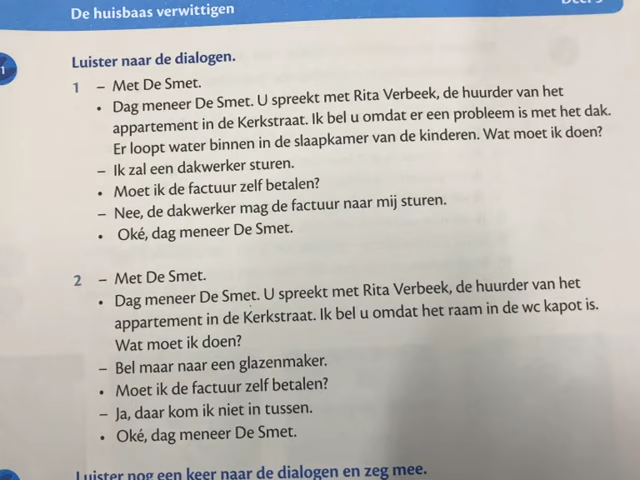 De huisbaas verwittigen
1
Luister naar de dialogen.
1 – Met De Smet.
• Dag meneer De Smet. U spreekt met Rita Verbeek, de huurder van het
appartement in de Kerkstraat. Ik bel u omdat er een probleem is met het dak.
Er loopt water binnen in de slaapkamer van de kinderen. Wat moet ik doen?
– Ik zal een dakwerker sturen.
• Moet ik de factuur zelf betalen?
– Nee, de dakwerker mag de factuur naar mij sturen.
• Oké, dag meneer De Smet.
2 – Met De Smet.
• Dag meneer De Smet. U spreekt met Rita Verbeek, de huurder van het
appartement in de Kerkstraat. Ik bel u omdat het raam in de wc kapot is.
Wat moet ik doen?
– Bel maar naar een glazenmaker.
• Moet ik de factuur zelf betalen?
– Ja, daar kom ik niet in tussen.
• Oké, dag meneer De Smet.
Luister nog een keer naar de dialogen en zeg mee.